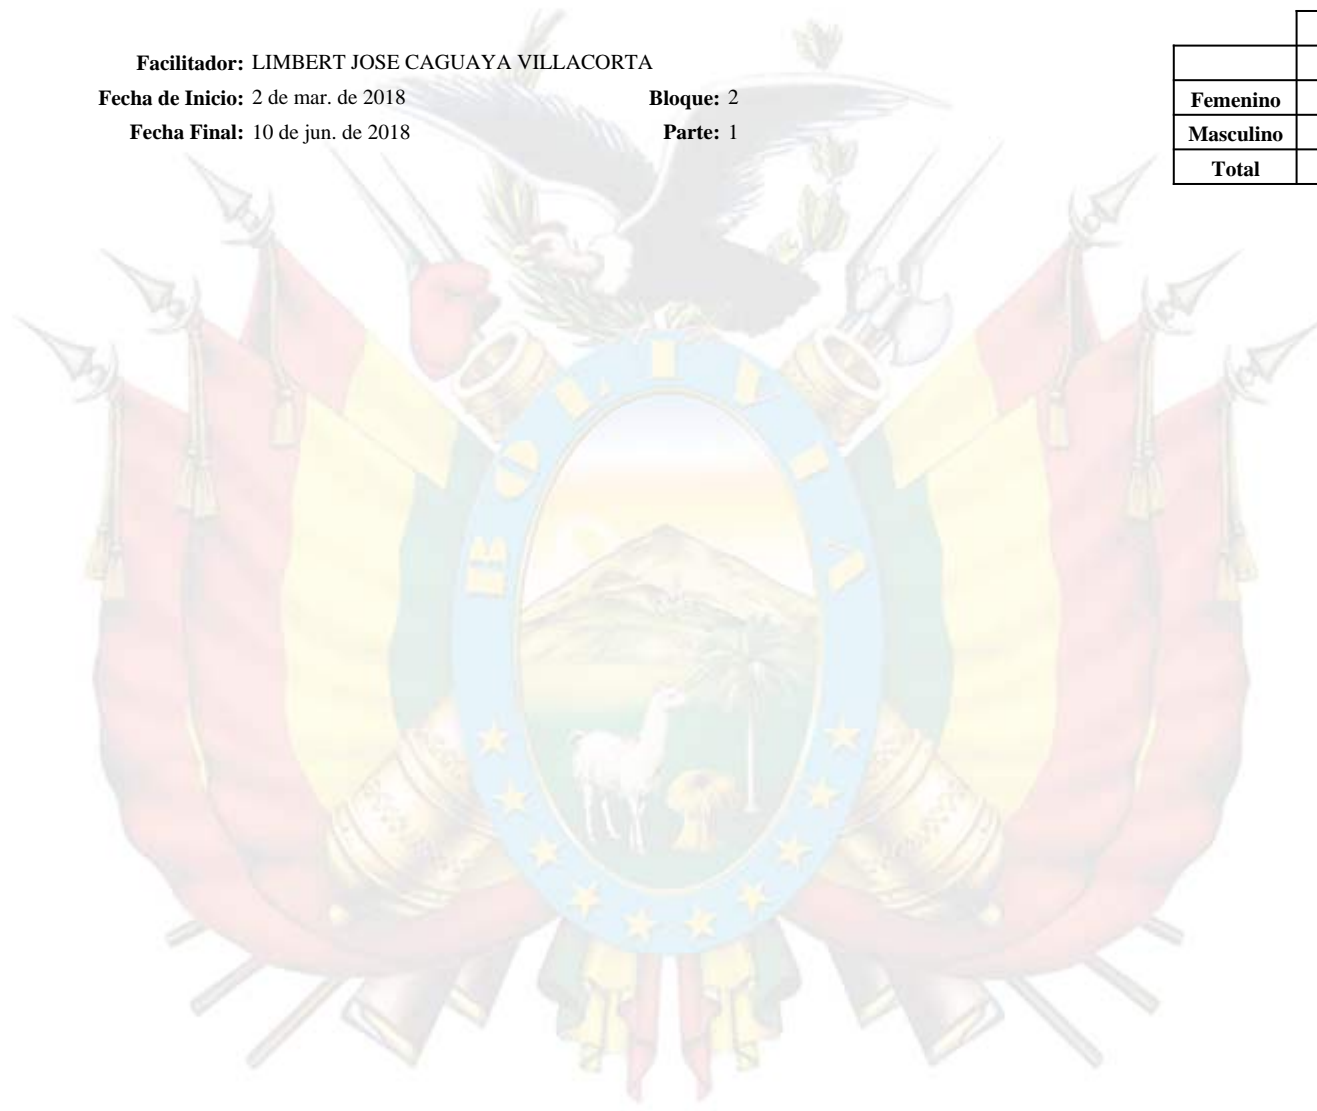 Facilitador: LIMBERT JOSE CAGUAYA VILLACORTA
Fecha de Inicio: 2 de mar. de 2018 Bloque: 2
Fecha Final: 10 de jun. de 2018 Parte: 1
Femenino
Masculino
Total
BOLIVIA